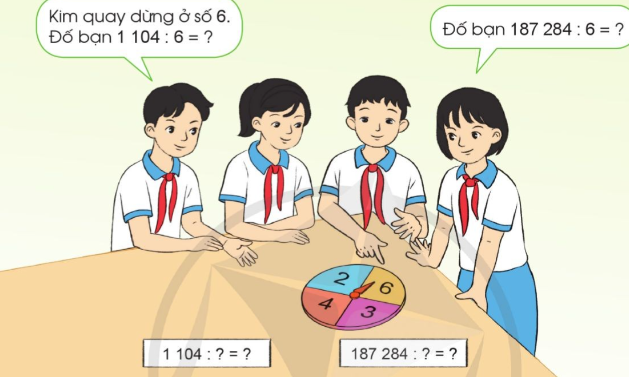 Kim quay dừng ở số 6.
Đố bạn 1 104 : 6 = ?
Đố bạn 187 284 : 6 = ?
2
6
4
3
1 104 : ? = ?
187 284 : ? = ?